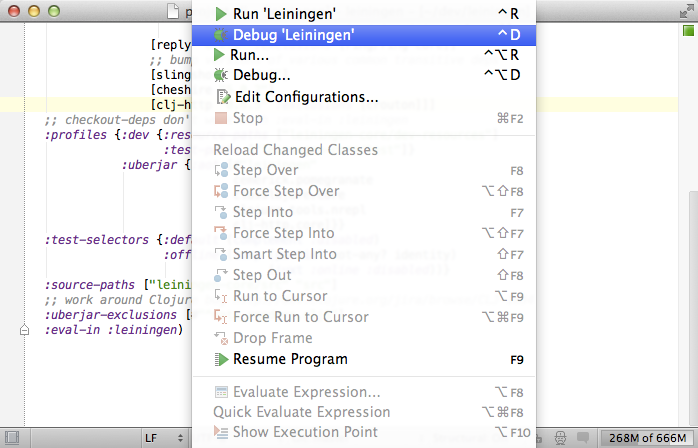 p
Run 'Leiningen' ^R
Debug 'Leiningen' ^D
Run... ^⌥R
Debug... ^⌥D
Edit Configurations...
Stop ⌘F2
Reload Changed Classes
Step Over F8
Force Step Over ⌥⇧F8
Step Into F7
Force Step Into ⌥⇧F7
Smart Step Into ⇧F7
Step Out ⇧F8
Run to Cursor ⌥F9
Force Run to Cursor ⌥⌘F9
Drop Frame
Resume Program F9
Evaluate Expression... ⌥F8
Quick Evaluate Expression ⌥⌘F8
Show Execution Point ⌥F10
[reply
;; bum
[sling
[cheshire
[clj-h
;; checkout-deps don'
:profiles {:dev {:res
:tes
:uberjar {
:test-selectors {:def
:off
:source-paths ["leinin
;; work around Clojur
:uberjar-exclusions [
:eval-in :leiningen)
LF
268M of 666M